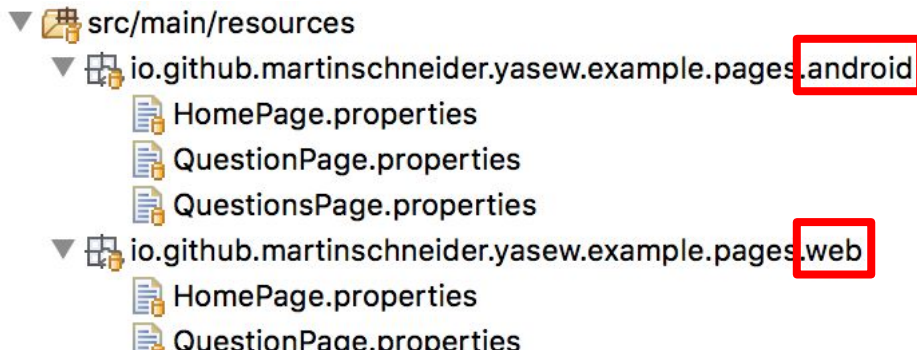 src/main/resources
io.github.martinschneider.yasew.example.pages.android
HomePage.properties
QuestionPage.properties
QuestionsPage.properties
io.github.martinschneider.yasew.example.pages.web
HomePage.properties
QuestionPage.properties